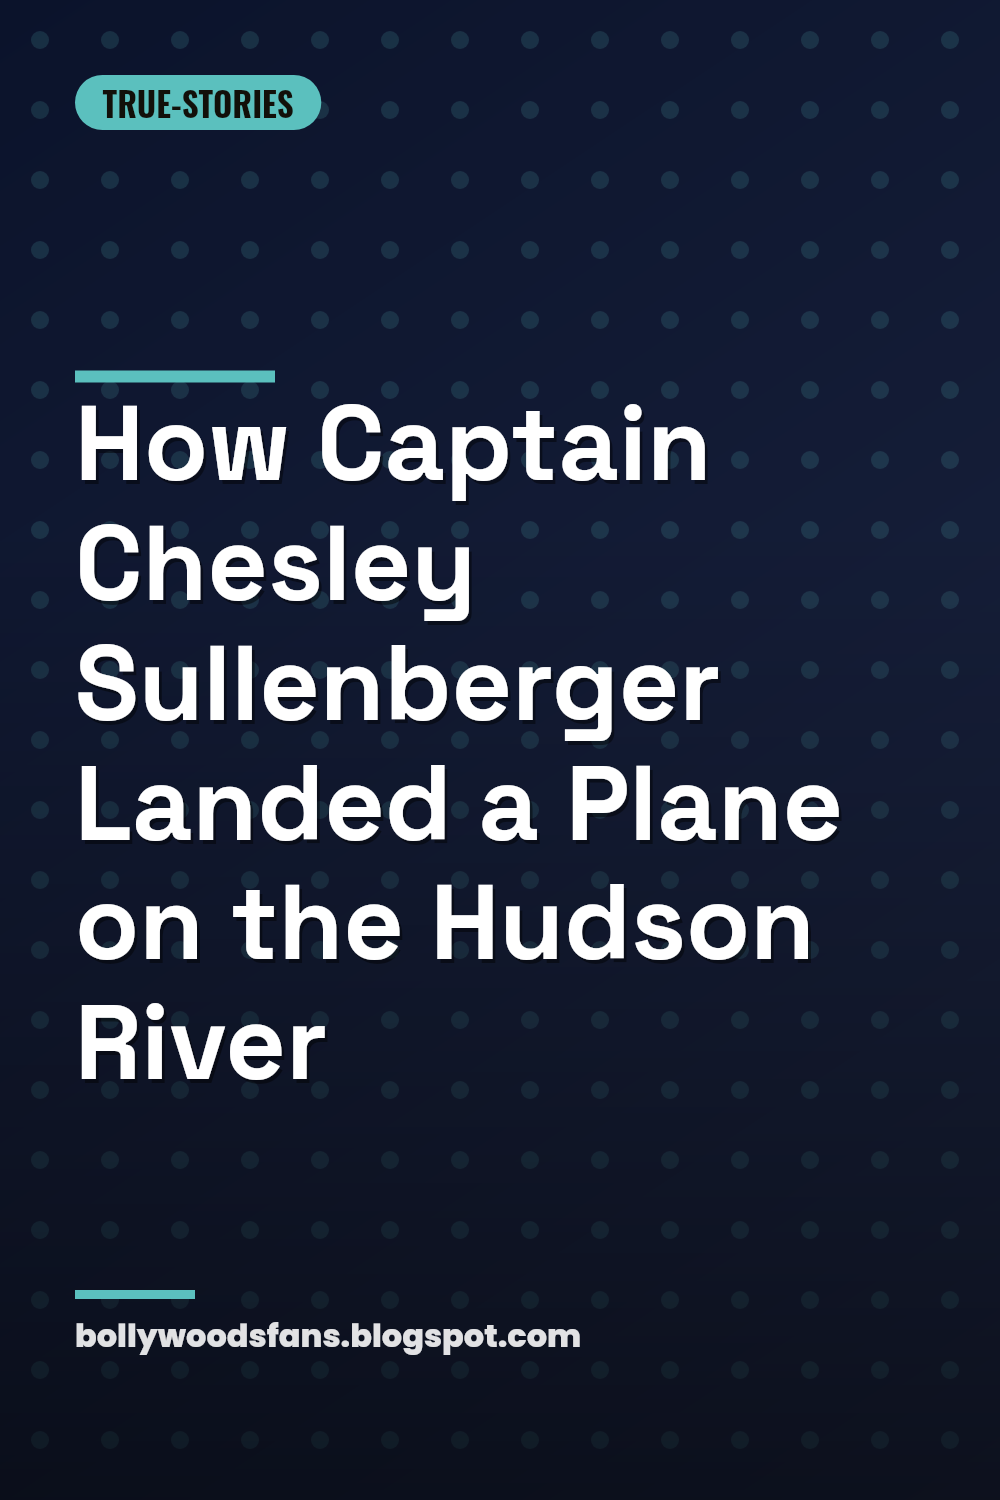 TRUE-STORIES
How Captain
Chesley
Sullenberger
Landed a Plane
on the Hudson
River
bollywoodsfans.blogspot.com